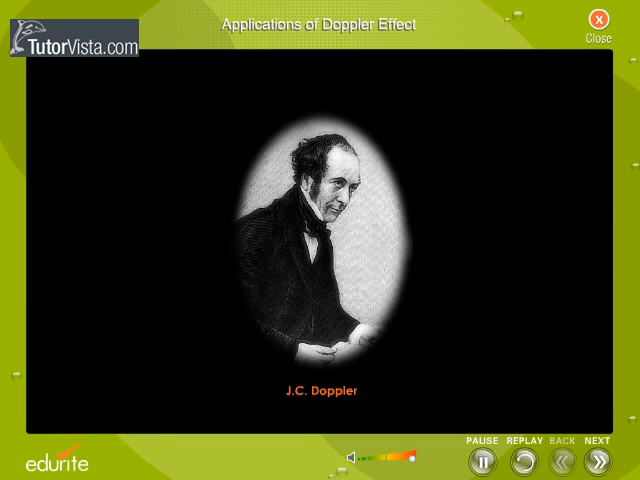 Applications of Doppler Effect
x
Close
TutorVista.com
J.C. Doppler
PAUSE REPLAY BACK NEXT
edurite